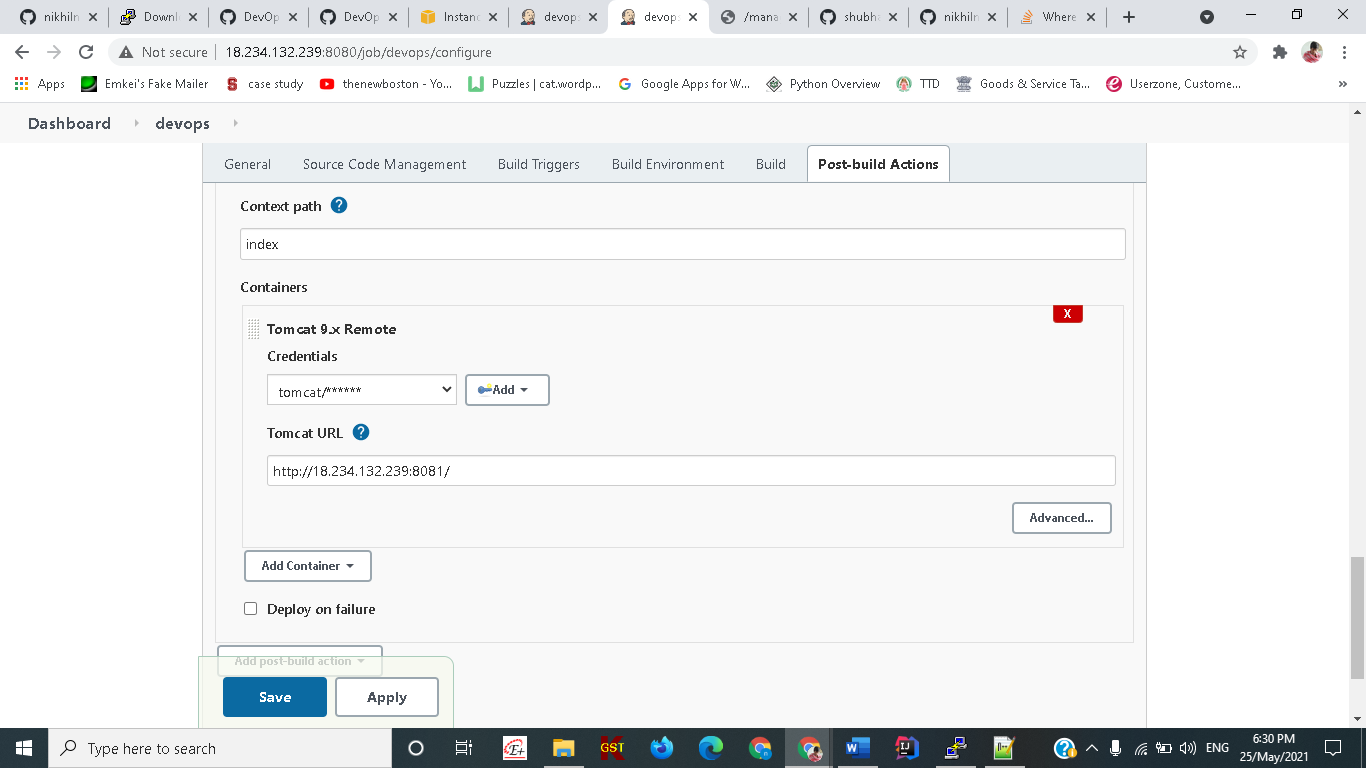 nikhilr
Downl
DevOp
DevOp
Instanc
devops
devops
/mana
shubh
nikhilr
Where
Not secure
18.234.132.239:8080/job/devops/configure
Apps
Emkei's Fake Mailer
case study
thenewboston - Yo...
Puzzles | cat.wordp...
Google Apps for W...
Python Overview
TTD
Goods & Service Ta...
Userzone, Custome...
»
Dashboard
devops
General
Source Code Management
Build Triggers
Build Environment
Build
Post-build Actions
Context path ?
index
Containers
X
Tomcat 9.x Remote
Credentials
tomcat/******
Add
Tomcat URL ?
http://18.234.132.239:8081/
Advanced...
Add Container
Deploy on failure
Add post-build action
Save
Apply
Type here to search
GST
ENG
6:30 PM
25/May/2021